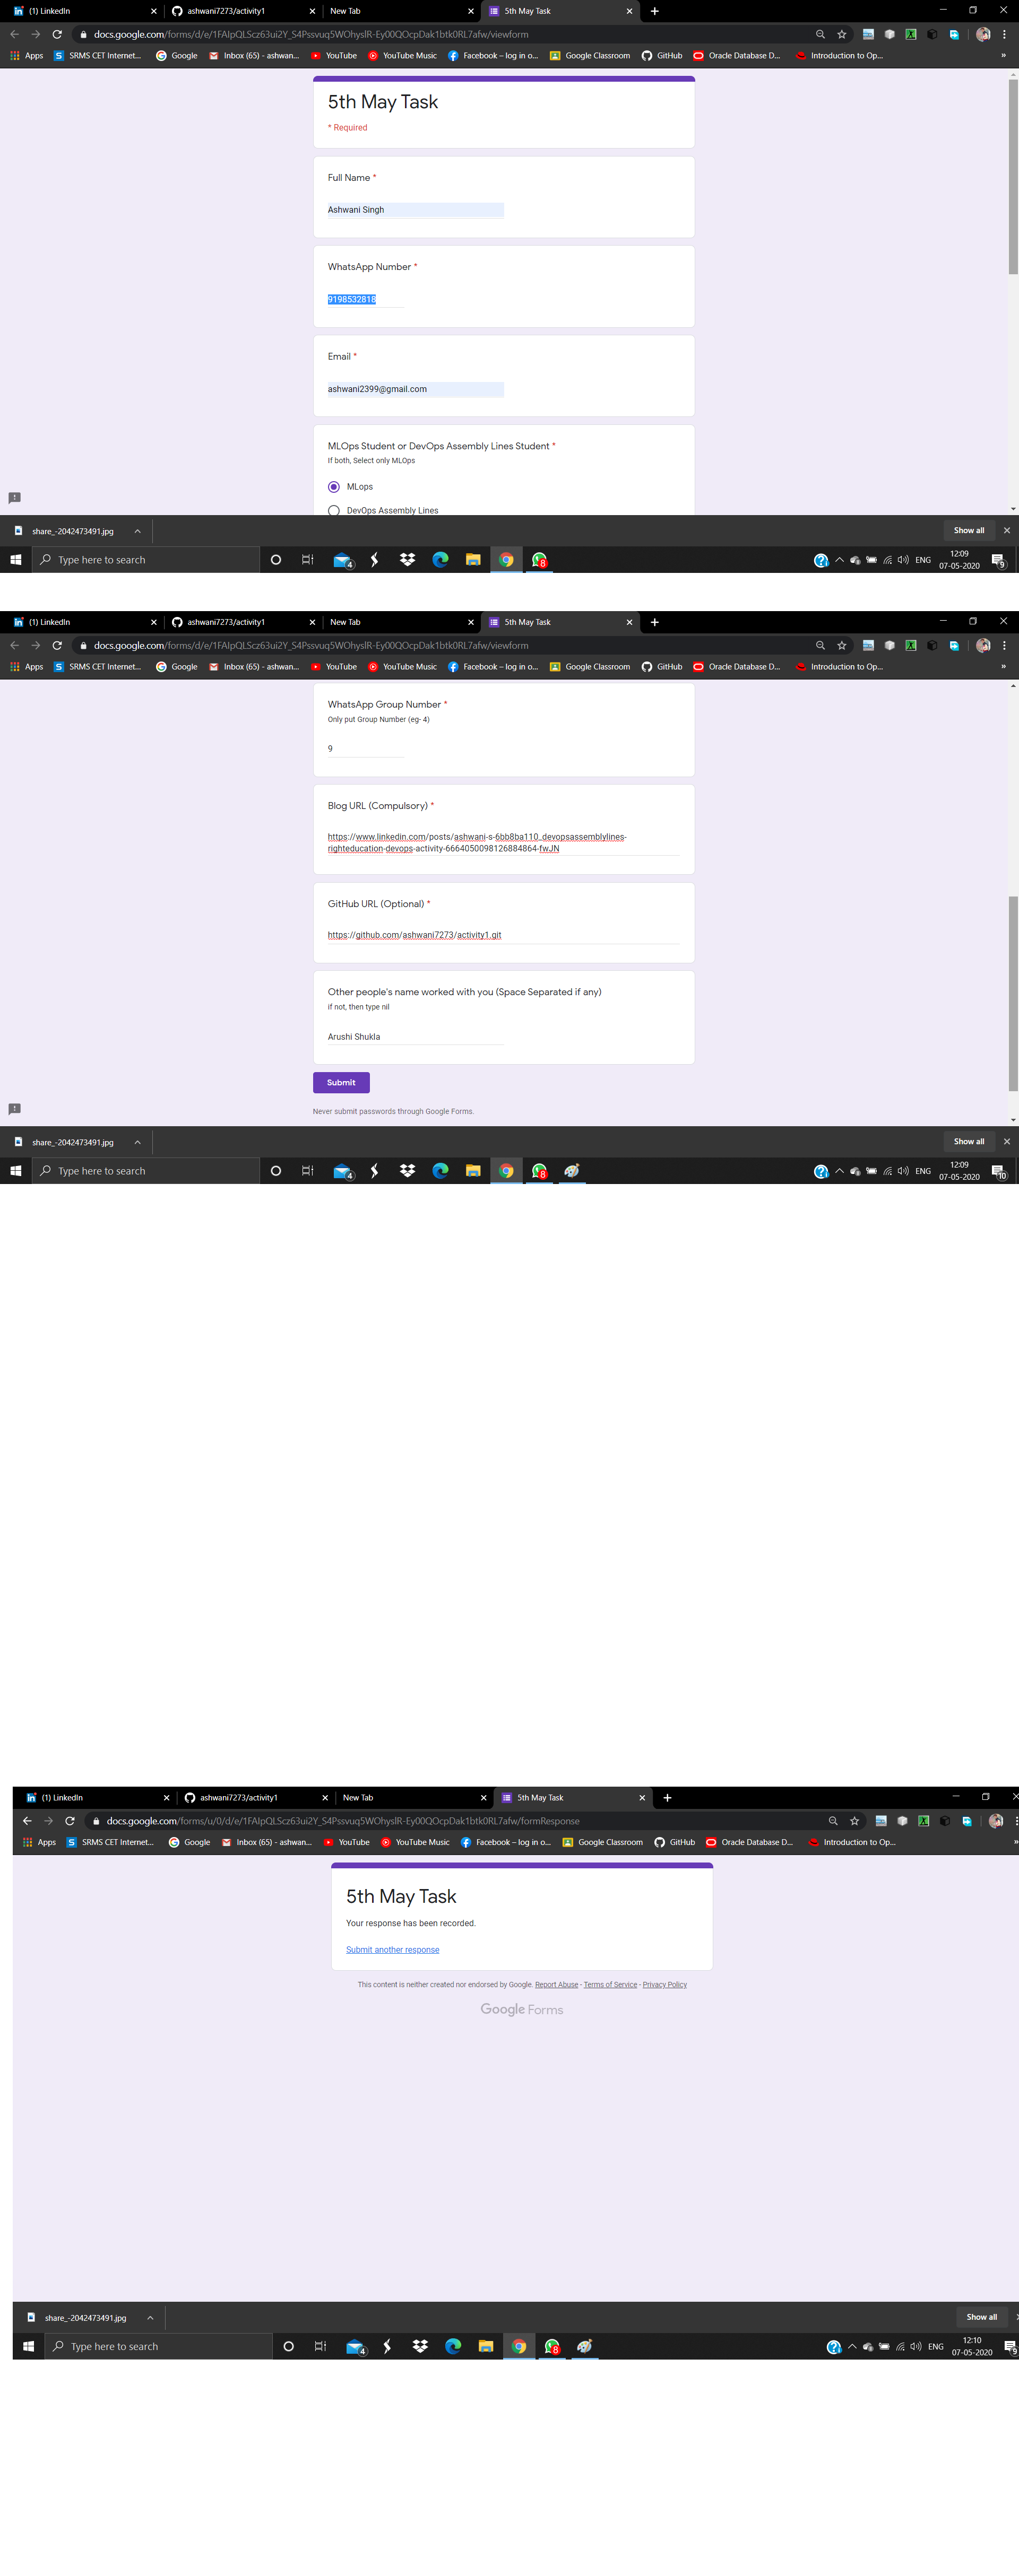 (1) LinkedIn
ashwani7273/activity1
New Tab
5th May Task
docs.google.com/forms/d/e/1FAIpQLScz63ui2Y_S4Pssvuq5WOhyslR-Ey00QOcpDak1btk0RL7afw/viewform
Apps SRMS CET Internet... Google Inbox (65) - ashwan... YouTube YouTube Music Facebook – log in o... Google Classroom GitHub Oracle Database D... Introduction to Op... »
5th May Task
* Required
Full Name *
Ashwani Singh
WhatsApp Number *
9198532818
Email *
ashwani2399@gmail.com
MLOps Student or DevOps Assembly Lines Student *
If both, Select only MLOps
MLops
DevOps Assembly Lines
share_-2042473491.jpg
Show all
Type here to search
4
8
ENG
12:09
07-05-2020
9
(1) LinkedIn
ashwani7273/activity1
New Tab
5th May Task
docs.google.com/forms/d/e/1FAIpQLScz63ui2Y_S4Pssvuq5WOhyslR-Ey00QOcpDak1btk0RL7afw/viewform
Apps SRMS CET Internet... Google Inbox (65) - ashwan... YouTube YouTube Music Facebook – log in o... Google Classroom GitHub Oracle Database D... Introduction to Op... »
WhatsApp Group Number *
Only put Group Number (eg- 4)
9
Blog URL (Compulsory) *
https://www.linkedin.com/posts/ashwani-s-6bb8ba110_devopsassemblylines-
righteducation-devops-activity-6664050098126884864-fwJN
GitHub URL (Optional) *
https://github.com/ashwani7273/activity1.git
Other people's name worked with you (Space Separated if any)
if not, then type nil
Arushi Shukla
Submit
Never submit passwords through Google Forms.
share_-2042473491.jpg
Show all
Type here to search
4
8
ENG
12:09
07-05-2020
10
(1) LinkedIn
ashwani7273/activity1
New Tab
5th May Task
docs.google.com/forms/u/0/d/e/1FAIpQLScz63ui2Y_S4Pssvuq5WOhyslR-Ey00QOcpDak1btk0RL7afw/formResponse
Apps SRMS CET Internet... Google Inbox (65) - ashwan... YouTube YouTube Music Facebook – log in o... Google Classroom GitHub Oracle Database D... Introduction to Op... »
5th May Task
Your response has been recorded.
Submit another response
This content is neither created nor endorsed by Google. Report Abuse - Terms of Service - Privacy Policy
Google Forms
share_-2042473491.jpg
Show all
Type here to search
4
8
ENG
12:10
07-05-2020
9